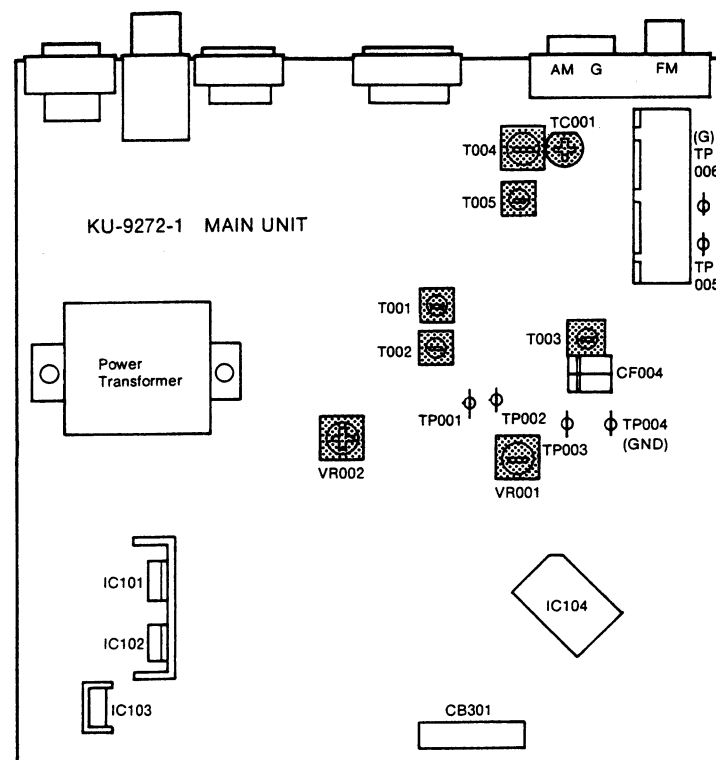 AM G FM
TC001
T004
(G)
TP
006
T005
KU-9272-1 MAIN UNIT
TP
005
T001
T003
T002
Power
Transformer
CF004
TP001
TP002
TP003
TP004
(GND)
VR002
VR001
IC101
IC104
IC102
IC103
CB301